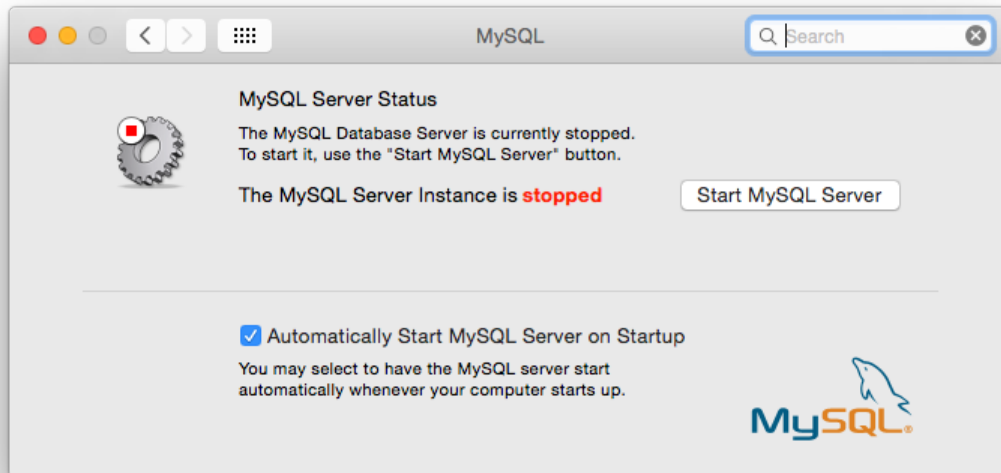 MySQL
Search
MySQL Server Status
The MySQL Database Server is currently stopped.
To start it, use the "Start MySQL Server" button.
The MySQL Server Instance is stopped
Start MySQL Server
Automatically Start MySQL Server on Startup
You may select to have the MySQL server start
automatically whenever your computer starts up.
MySQL®